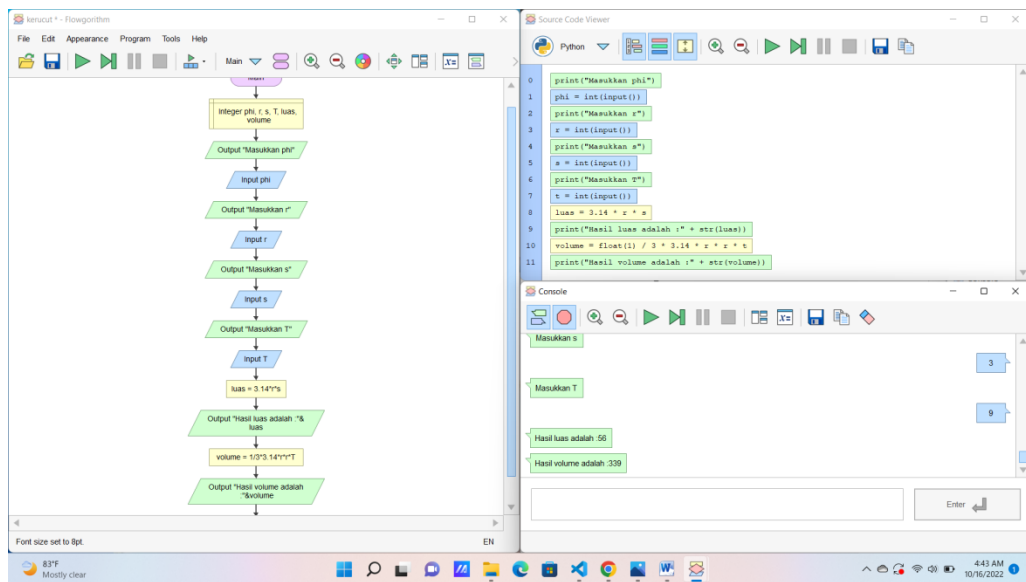 kerucut * - Flowgorithm
File Edit Appearance Program Tools Help
Main
Main
Integer phi, r, s, T, luas,
volume
Output "Masukkan phi"
Input phi
Output "Masukkan r"
Input r
Output "Masukkan s"
Input s
Output "Masukkan T"
Input T
luas = 3.14*r*s
Output "Hasil luas adalah :"&
luas
volume = 1/3*3.14*r*r*T
Output "Hasil volume adalah
:"&volume
Font size set to 8pt.
EN
Source Code Viewer
Python
0 print("Masukkan phi")
1 phi = int(input())
2 print("Masukkan r")
3 r = int(input())
4 print("Masukkan s")
5 s = int(input())
6 print("Masukkan T")
7 t = int(input())
8 luas = 3.14 * r * s
9 print("Hasil luas adalah :" + str(luas))
10 volume = float(1) / 3 * 3.14 * r * r * t
11 print("Hasil volume adalah :" + str(volume))
Console
Masukkan s
3
Masukkan T
9
Hasil luas adalah :56
Hasil volume adalah :339
Enter
83°F
Mostly clear
4:43 AM
10/16/2022